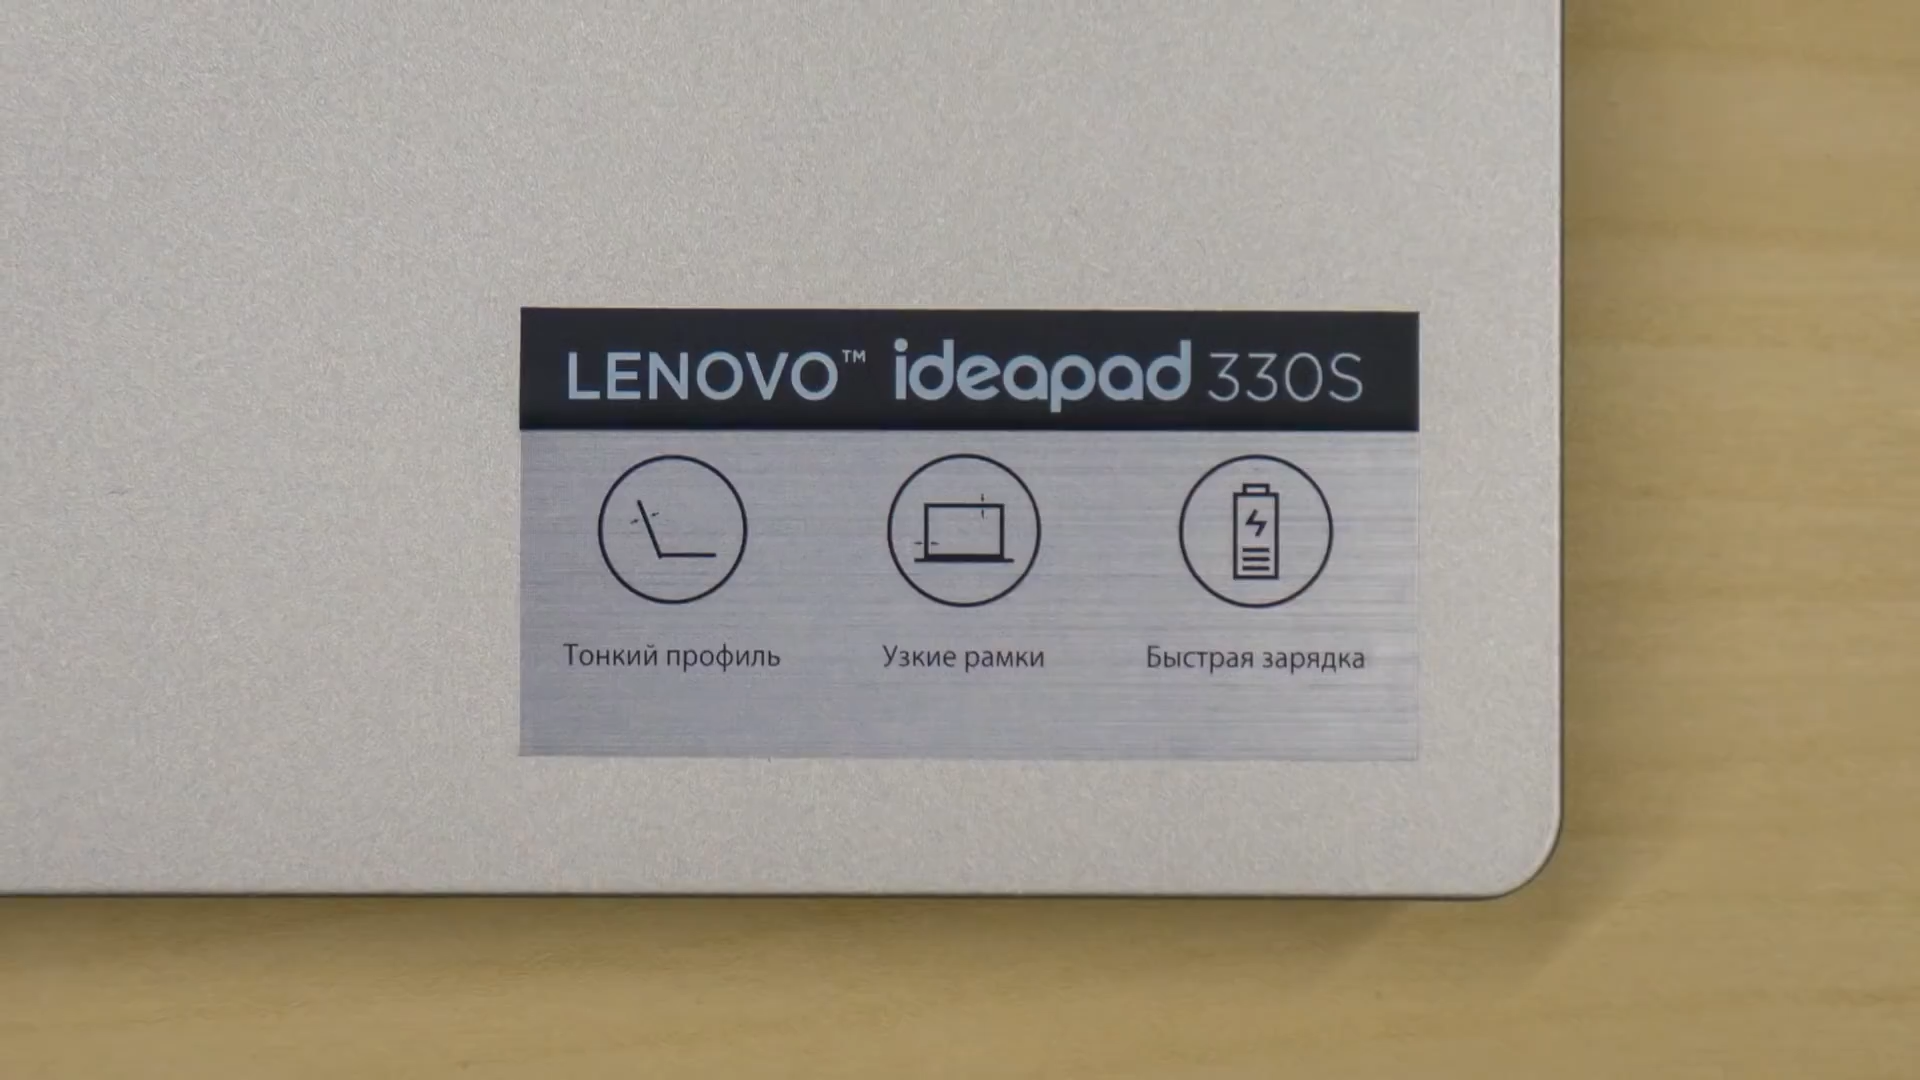 LENOVO™ ideapad 330S
Тонкий профиль
Узкие рамки
Быстрая зарядка